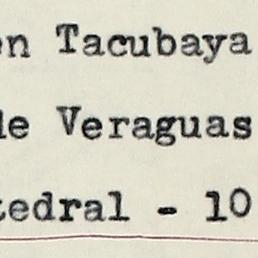 en Tacubaya
de Veraguas
tedral - 10